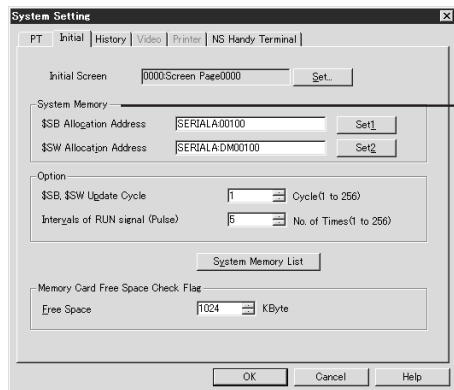 System Setting
PT Initial History Video Printer NS Handy Terminal
Initial Screen 0000:Screen Page0000 Set...
System Memory
$SB Allocation Address SERIALA:00100 Set1
$SW Allocation Address SERIALA:DM00100 Set2
Option
$SB, $SW Update Cycle 1 Cycle(1 to 256)
Intervals of RUN signal (Pulse) 5 No. of Times(1 to 256)
System Memory List
Memory Card Free Space Check Flag
Free Space 1024 KByte
OK Cancel Help